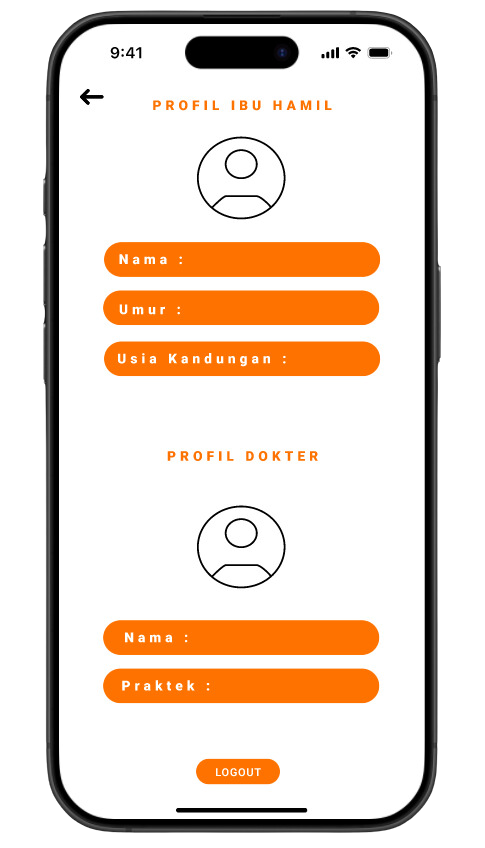 9:41
PROFIL IBU HAMIL
Nama :
Umur :
Usia Kandungan :
PROFIL DOKTER
Nama :
Praktek :
LOGOUT